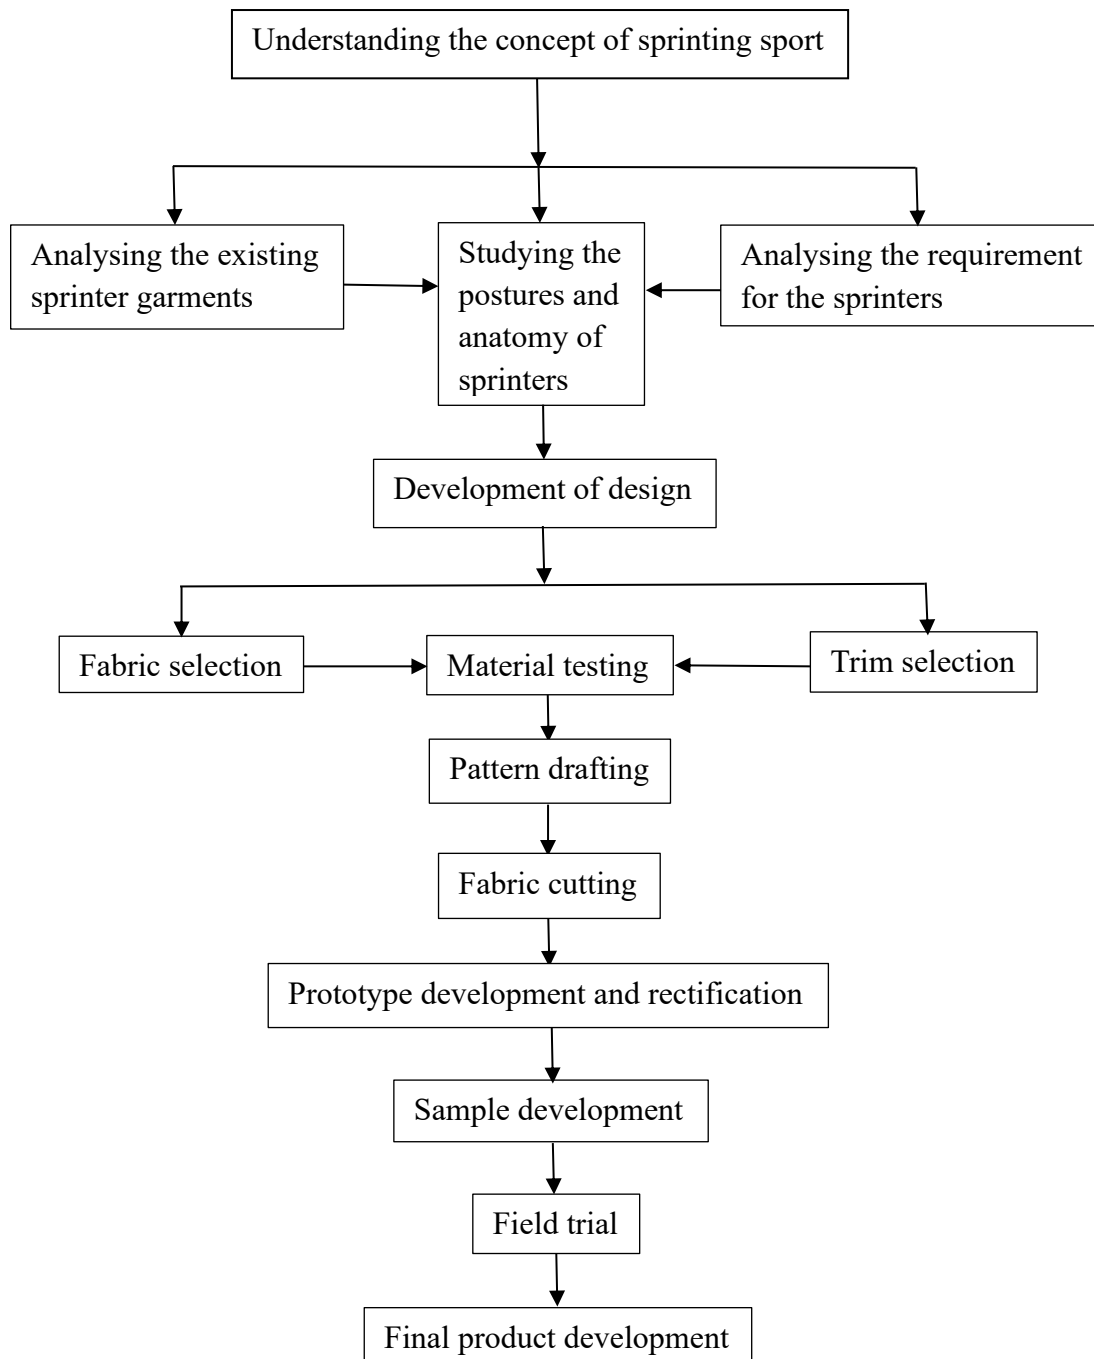 Understanding the concept of sprinting sport
Analysing the existing
sprinter garments
Studying the
postures and
anatomy of
sprinters
Analysing the requirement
for the sprinters
Development of design
Fabric selection
Material testing
Trim selection
Pattern drafting
Fabric cutting
Prototype development and rectification
Sample development
Field trial
Final product development